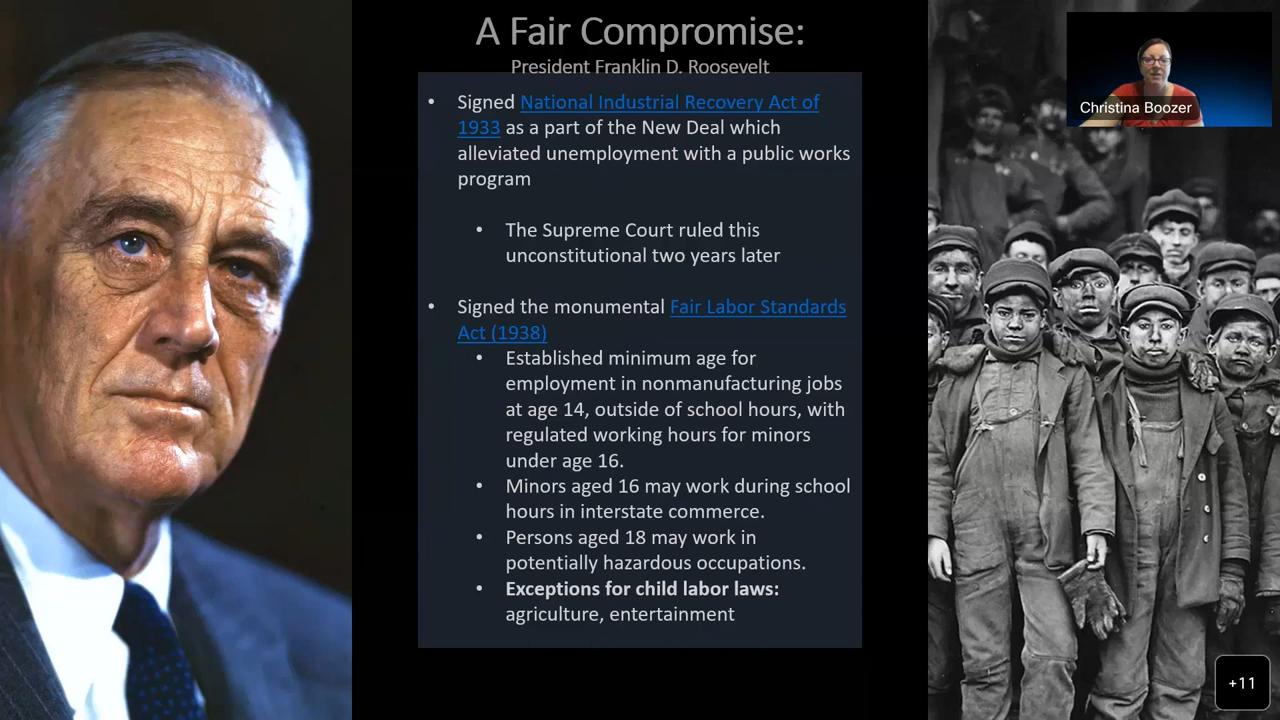 A Fair Compromise:
President Franklin D. Roosevelt
• Signed National Industrial Recovery Act of
1933 as a part of the New Deal which
alleviated unemployment with a public works
program
• The Supreme Court ruled this
unconstitutional two years later
• Signed the monumental Fair Labor Standards
Act (1938)
• Established minimum age for
employment in nonmanufacturing jobs
at age 14, outside of school hours, with
regulated working hours for minors
under age 16.
• Minors aged 16 may work during school
hours in interstate commerce.
• Persons aged 18 may work in
potentially hazardous occupations.
• Exceptions for child labor laws:
agriculture, entertainment
Christina Boozer
+11